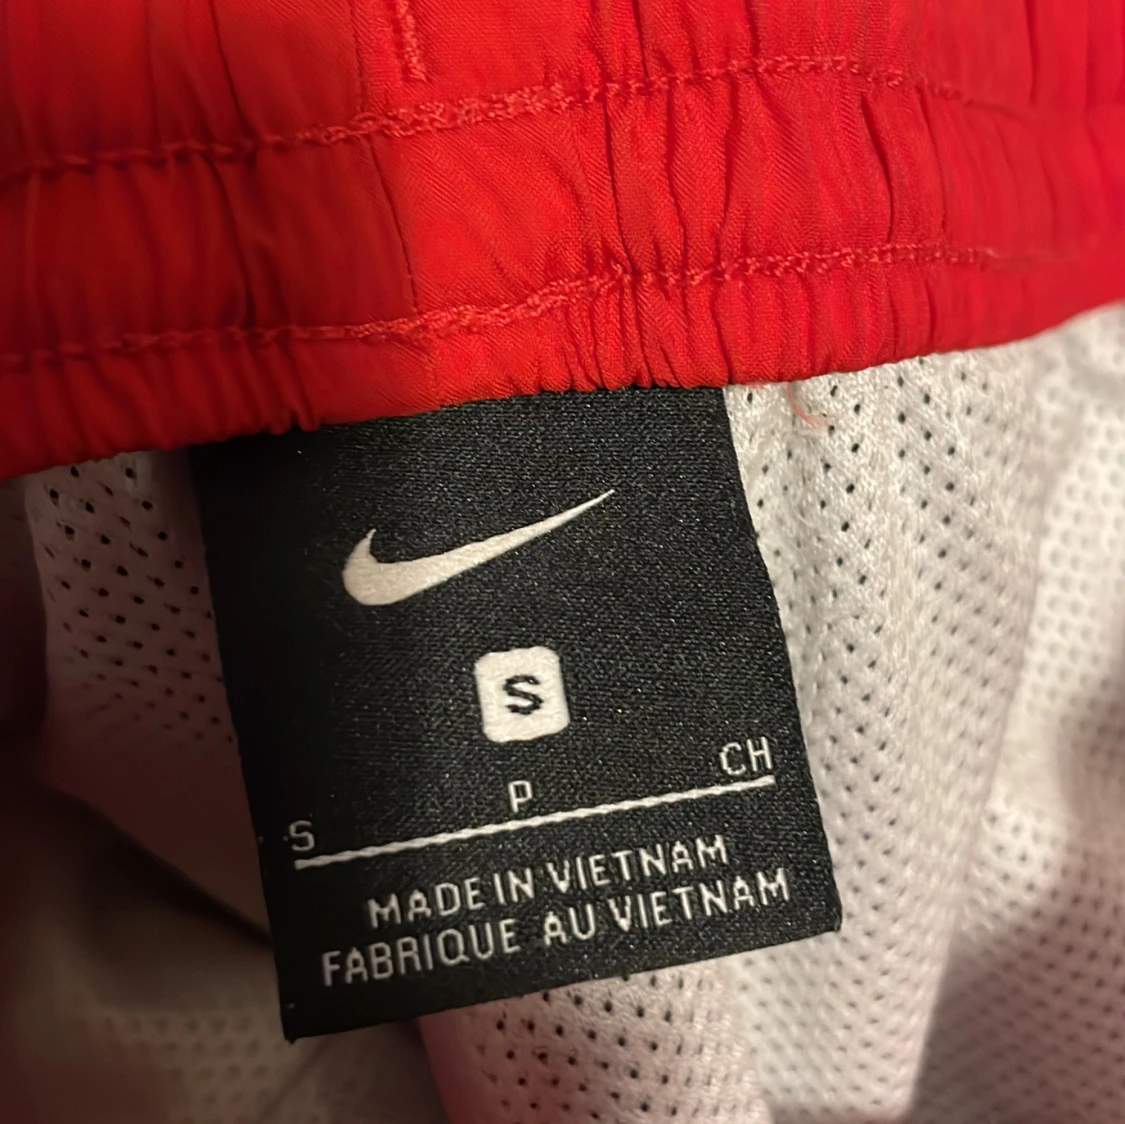 S
S P CH
MADE IN VIETNAM
FABRIQUE AU VIETNAM